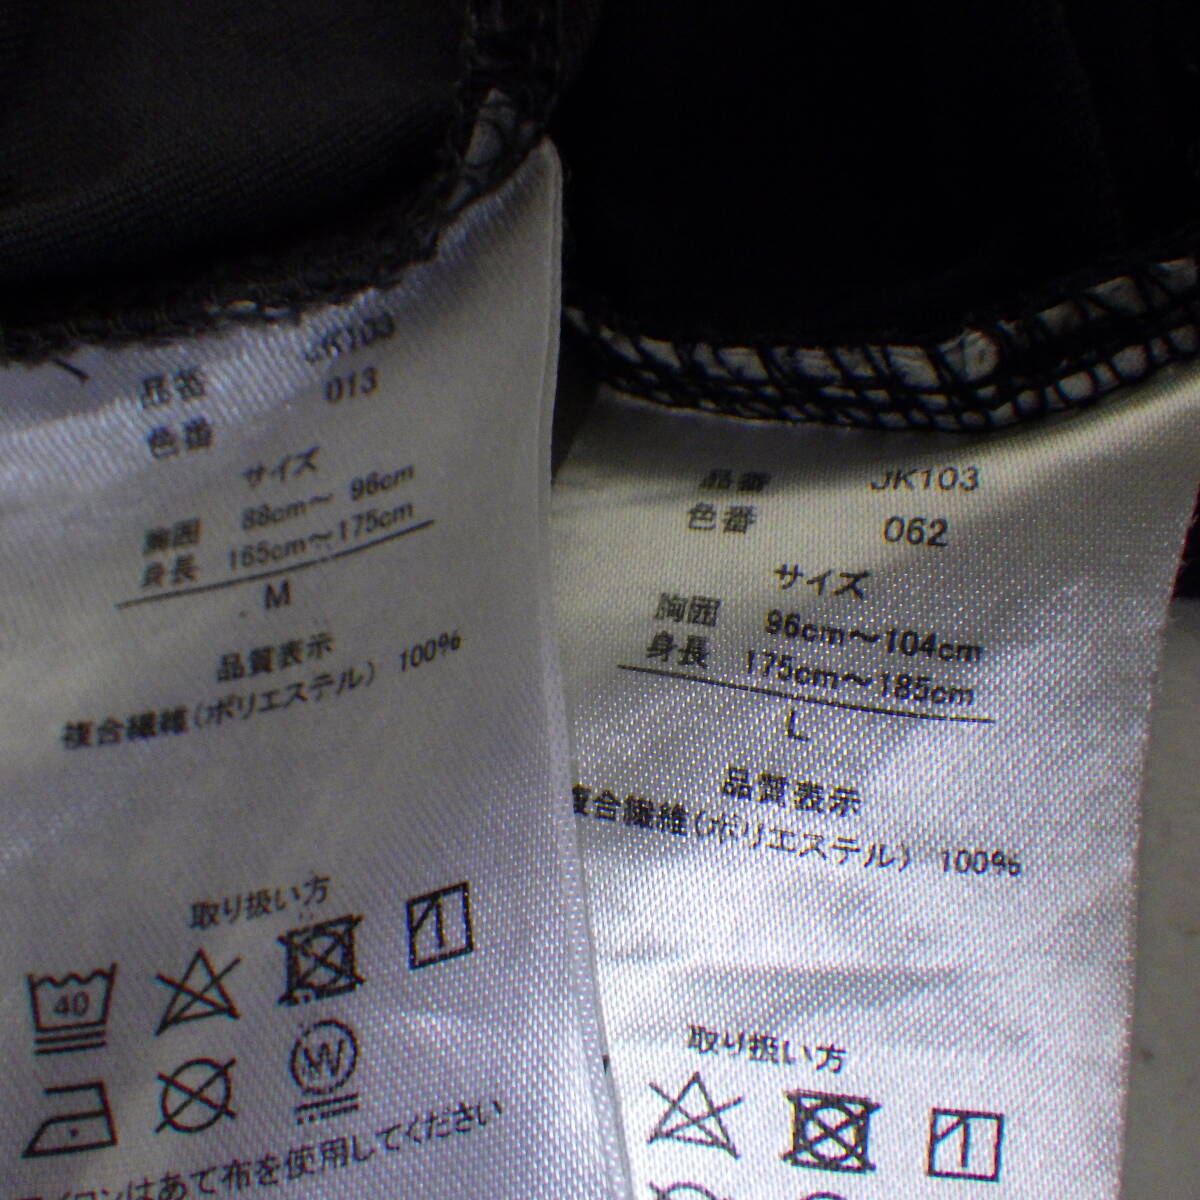 品番 JK103
色番 013
サイズ
胸囲 88cm～ 96cm
身長 165cm～175cm
M
品質表示
複合繊維(ポリエステル) 100%
取り扱い方
40
W
アイロンはあて布を使用してください
品番 JK103
色番 062
サイズ
胸囲 96cm～104cm
身長 175cm～185cm
L
品質表示
複合繊維(ポリエステル) 100%
取り扱い方